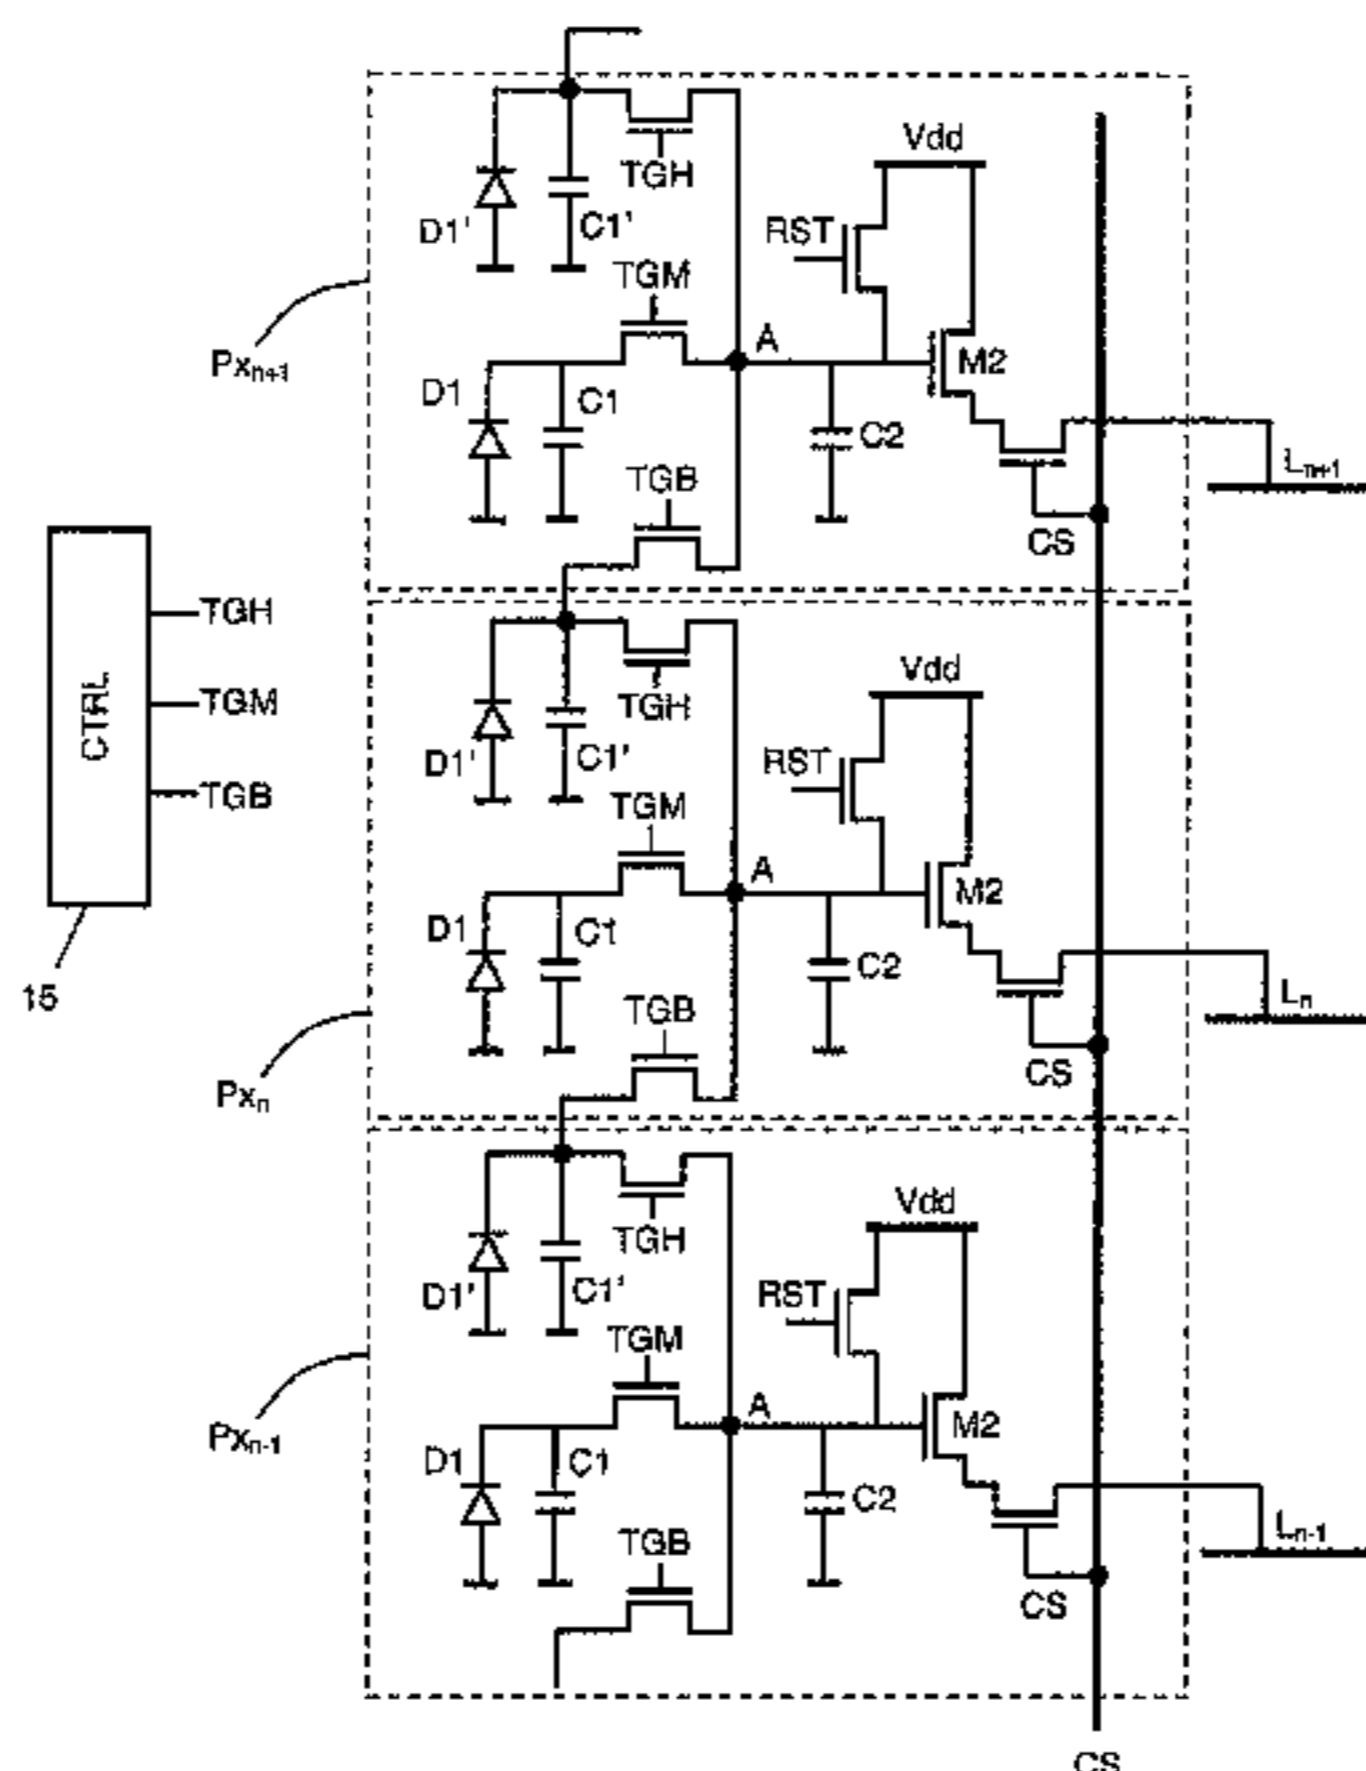 Vdd
TGH
RST
D1'
C1'
TGM
A
M2
Pxn+1
D1
C1
C2
TGB
Ln+1
CS
TGH
CTRL
TGM
TGB
15
Vdd
TGH
RST
D1'
C1'
TGM
A
M2
D1
C1
C2
TGB
Ln
CS
Pxn
Vdd
TGH
RST
D1'
C1'
TGM
A
M2
Pxn-1
D1
C1
C2
TGB
Ln-1
CS
CS